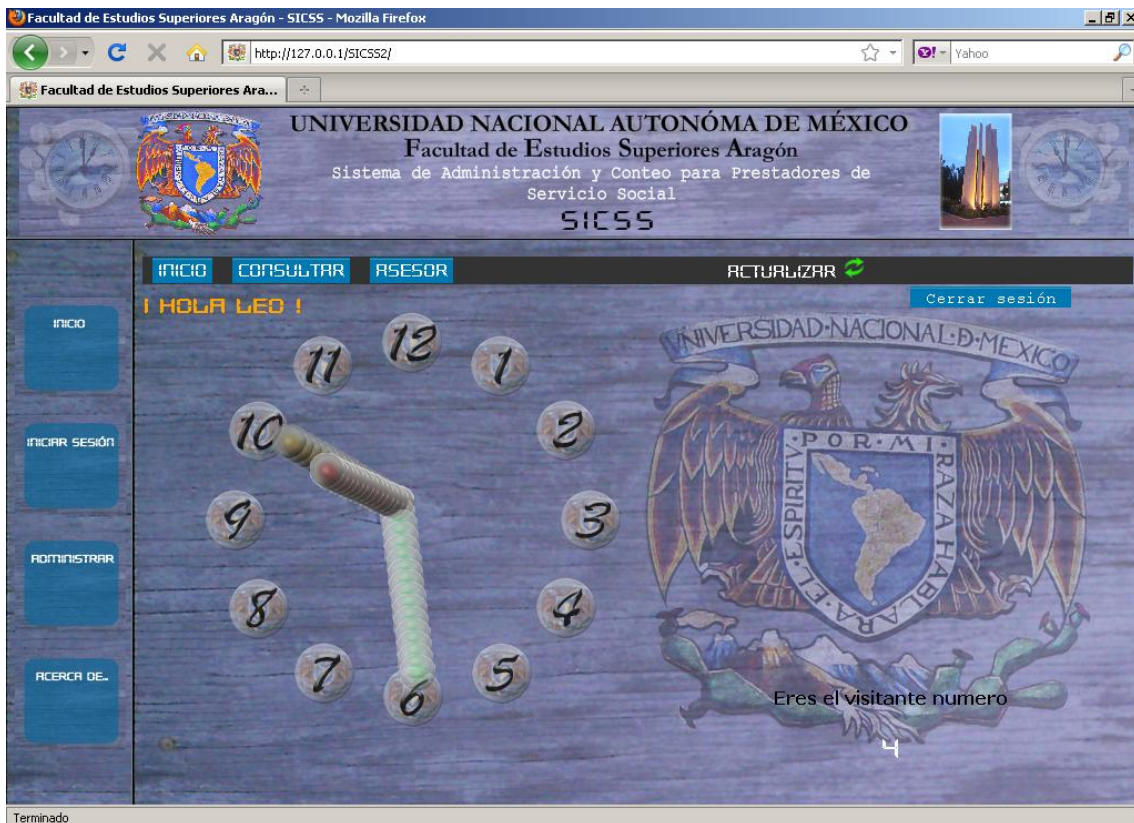 Facultad de Estudios Superiores Aragón - SICSS - Mozilla Firefox
http://127.0.0.1/SICSS2/
Yahoo
Facultad de Estudios Superiores Ara...
UNIVERSIDAD NACIONAL AUTONÓMA DE MÉXICO
Facultad de Estudios Superiores Aragón
Sistema de Administración y Conteo para Prestadores de
Servicio Social
SICSS
INICIO CONSULTAR ASESOR ACTUALIZAR
¡ HOLA LEO !
Cerrar sesión
INICIO
INICIAR SESIÓN
ADMINISTRAR
ACERCA DE...
12
1
2
3
4
5
6
7
8
9
10
11
UNIVERSIDAD·NACIONAL·D·MEXICO
·POR·MI·RAZA HABLARA·EL·ESPIRITV
Eres el visitante numero
4
Terminado